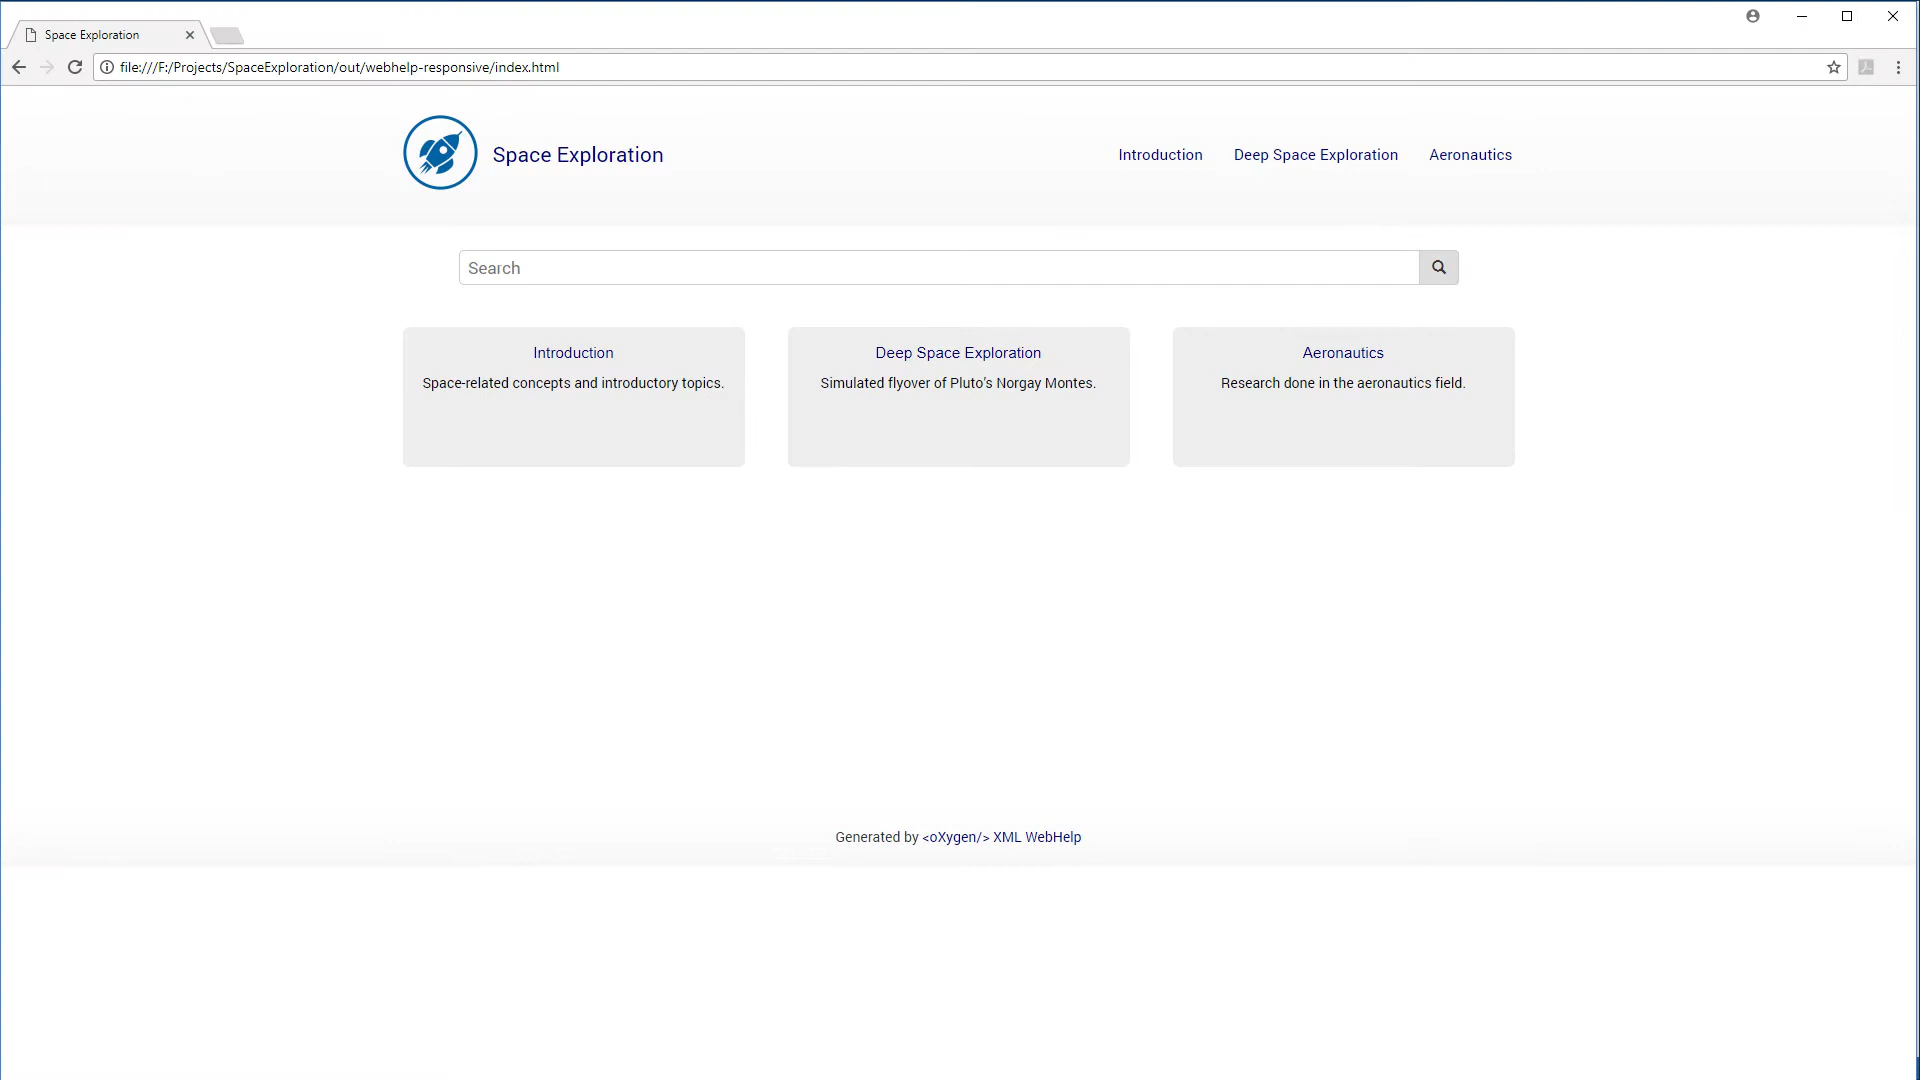 Space Exploration
file:///F:/Projects/SpaceExploration/out/webhelp-responsive/index.html
Space Exploration
Introduction Deep Space Exploration Aeronautics
Search
Introduction
Space-related concepts and introductory topics.
Deep Space Exploration
Simulated flyover of Pluto’s Norgay Montes.
Aeronautics
Research done in the aeronautics field.
Generated by <oXygen/> XML WebHelp